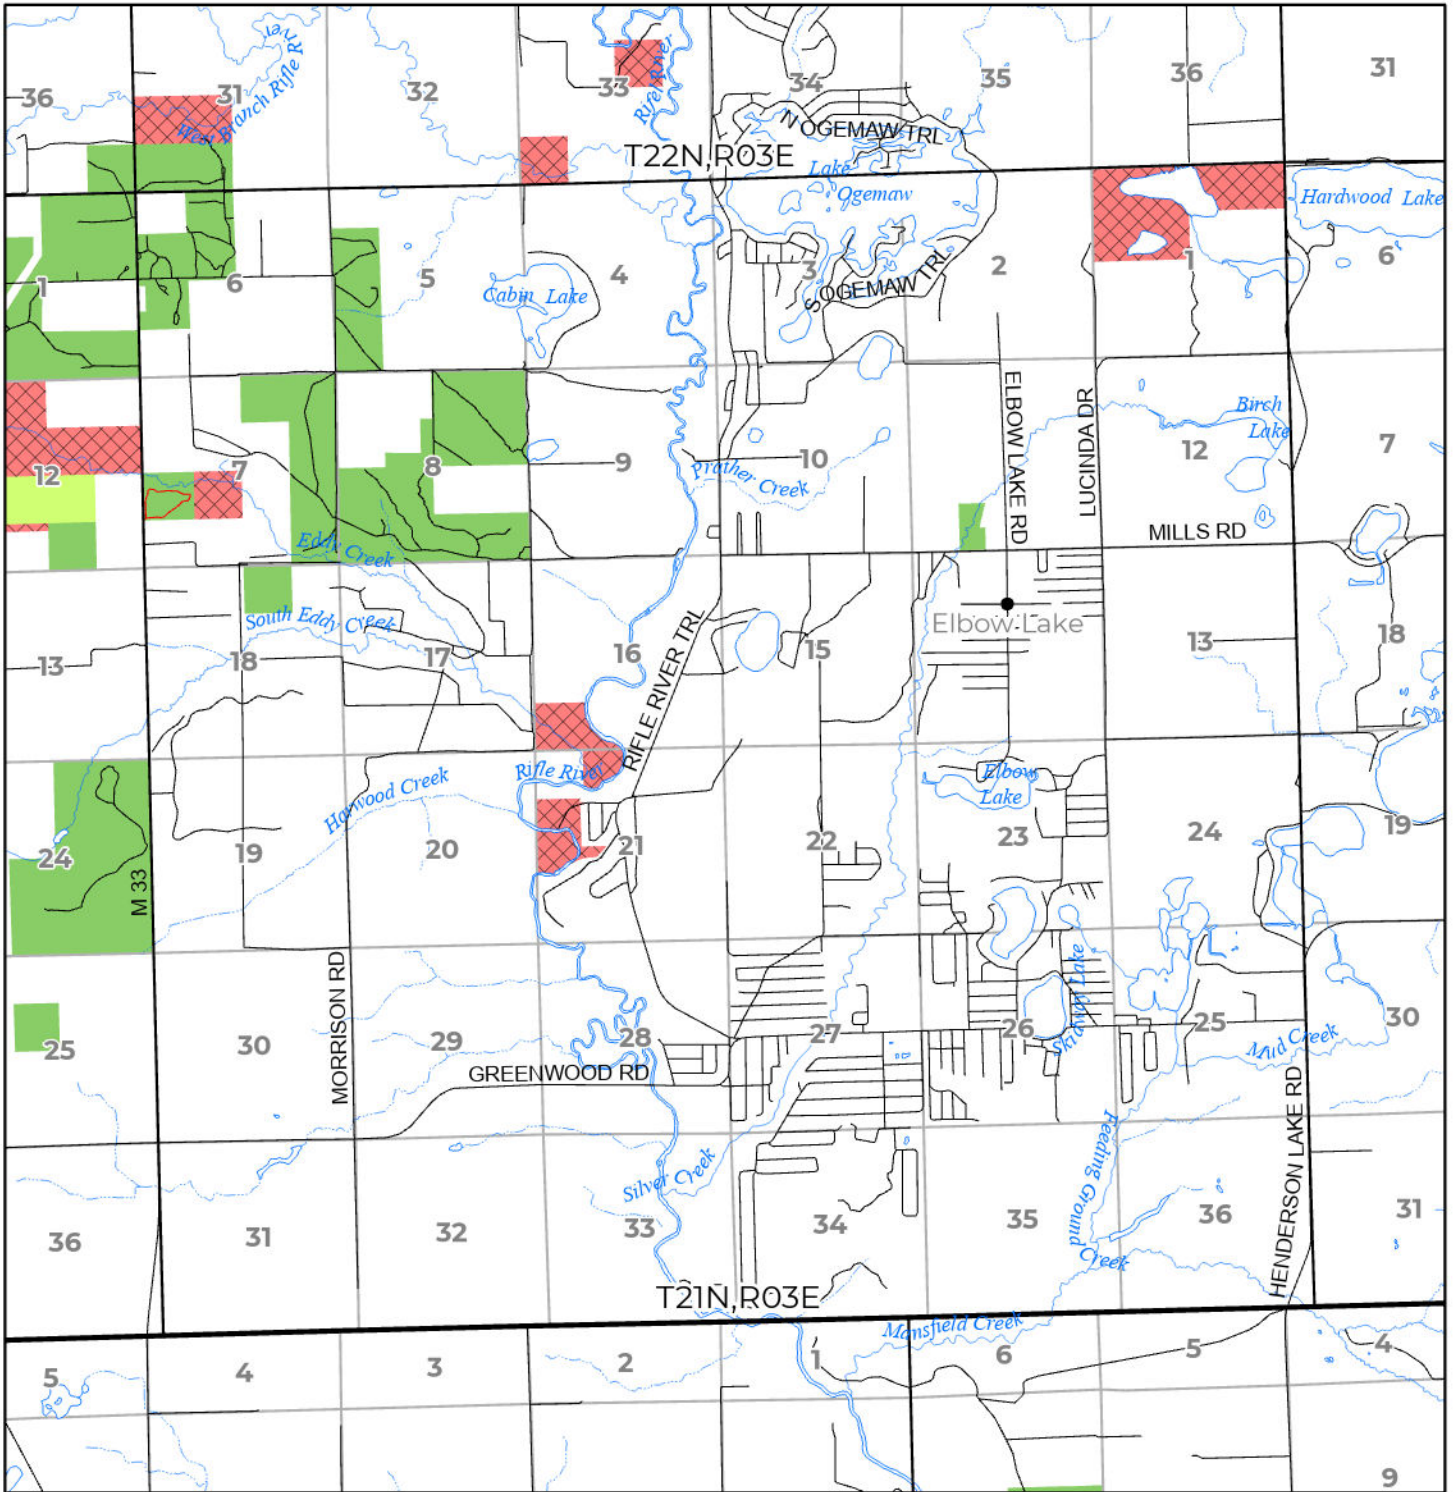 Rifle River
36
31
32
33
34
35
36
31
West Branch Rifle River
N OGEMAW TRL
T22N,R03E
Lake
Ogemaw
Hardwood Lake
1
6
5
4
3
2
1
6
Cabin Lake
S OGEMAW TRL
ELBOW LAKE RD
LUCINDA DR
Birch
Lake
12
7
8
9
10
12
7
Prather Creek
MILLS RD
Eddy Creek
South Eddy Creek
Elbow Lake
13
18
17
16
15
13
18
RIFLE RIVER TRL
Rifle River
Elbow
Lake
Harwood Creek
24
19
20
21
22
23
24
19
M 33
MORRISON RD
Skidway Lake
25
30
29
28
27
26
25
30
Mud Creek
GREENWOOD RD
HENDERSON LAKE RD
Feeding Ground
Creek
Silver Creek
36
31
32
33
34
35
36
31
T21N,R03E
Mansfield Creek
5
4
3
2
1
6
5
4
9